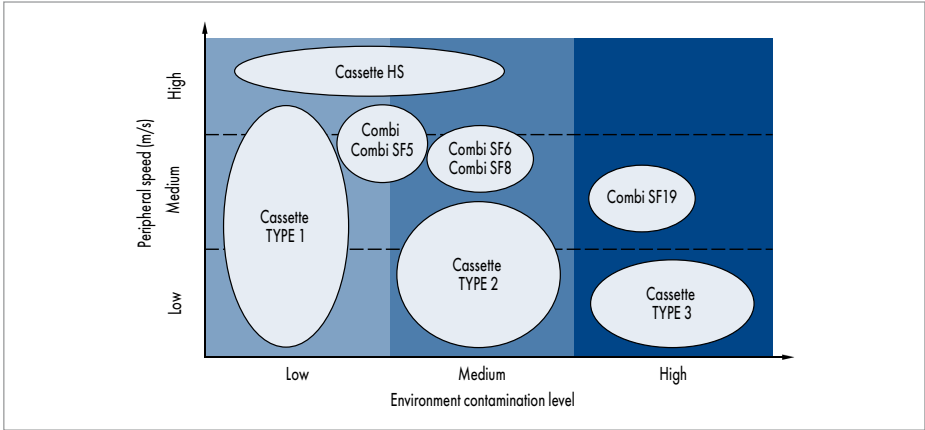 Peripheral speed (m/s)
High
Medium
Low
Cassette HS
Combi
Combi SF5
Combi SF6
Combi SF8
Combi SF19
Cassette
TYPE 1
Cassette
TYPE 2
Cassette
TYPE 3
Low
Medium
High
Environment contamination level